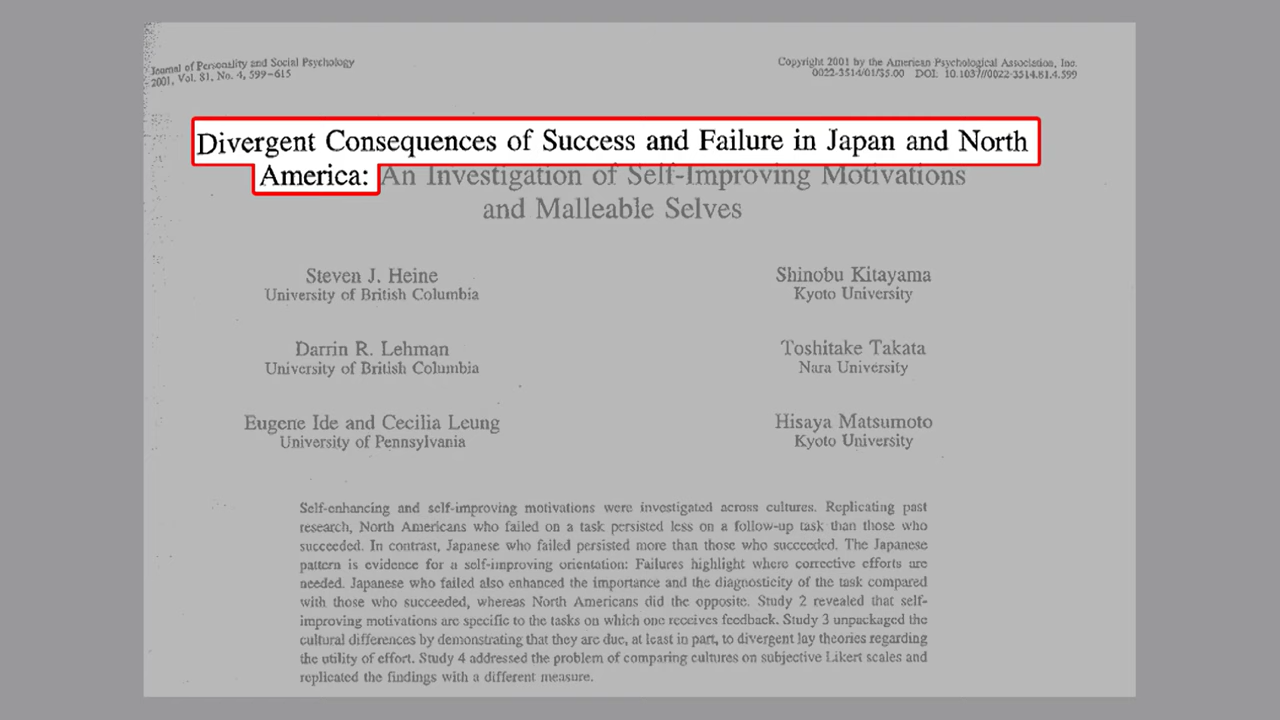 Journal of Personality and Social Psychology
2001, Vol. 81, No. 4, 599-615
Copyright 2001 by the American Psychological Association, Inc.
0022-3514/01/$5.00 DOI: 10.1037//0022-3514.81.4.599
Divergent Consequences of Success and Failure in Japan and North
America: An Investigation of Self-Improving Motivations
and Malleable Selves
Steven J. Heine
University of British Columbia
Shinobu Kitayama
Kyoto University
Darrin R. Lehman
University of British Columbia
Toshitake Takata
Nara University
Eugene Ide and Cecilia Leung
University of Pennsylvania
Hisaya Matsumoto
Kyoto University
Self-enhancing and self-improving motivations were investigated across cultures. Replicating past
research, North Americans who failed on a task persisted less on a follow-up task than those who
succeeded. In contrast, Japanese who failed persisted more than those who succeeded. The Japanese
pattern is evidence for a self-improving orientation: Failures highlight where corrective efforts are
needed. Japanese who failed also enhanced the importance and the diagnosticity of the task compared
with those who succeeded, whereas North Americans did the opposite. Study 2 revealed that self-
improving motivations are specific to the tasks on which one receives feedback. Study 3 unpackaged the
cultural differences by demonstrating that they are due, at least in part, to divergent lay theories regarding
the utility of effort. Study 4 addressed the problem of comparing cultures on subjective Likert scales and
replicated the findings with a different measure.